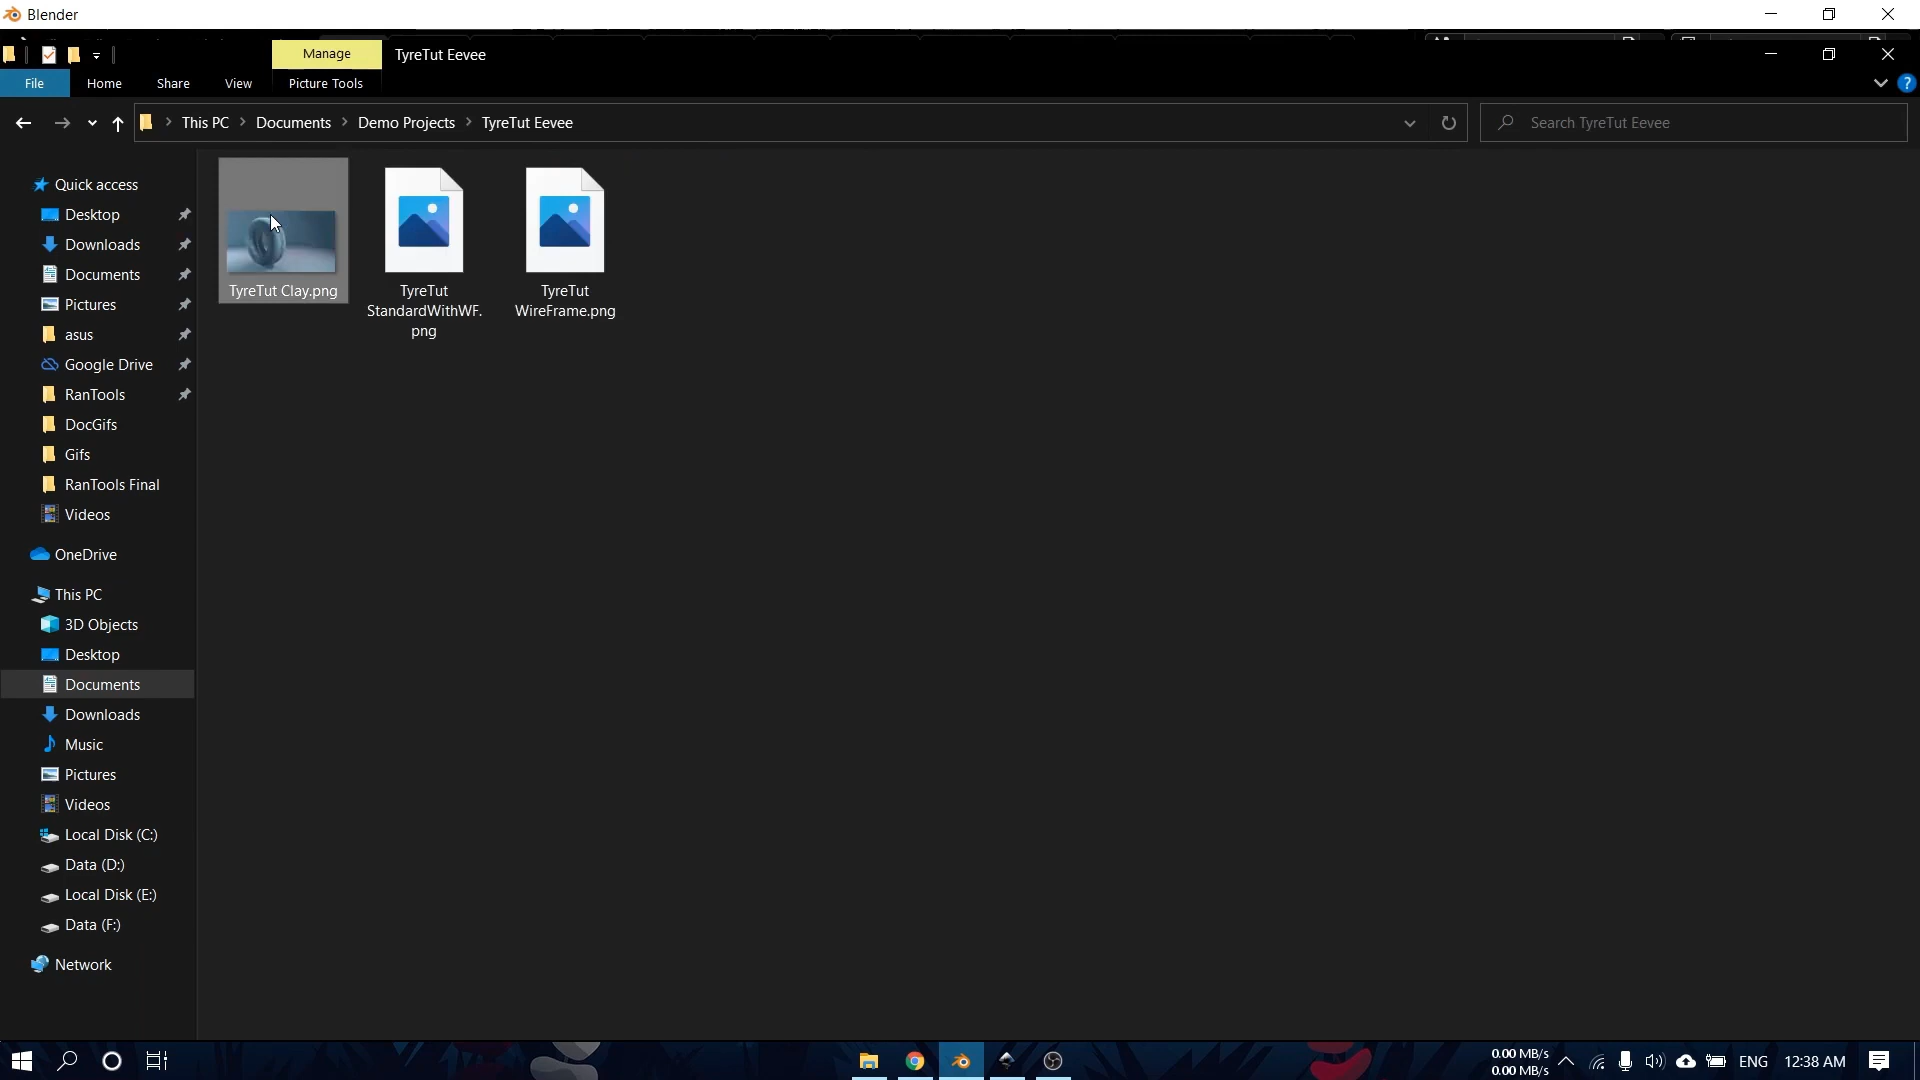 Blender
Manage
TyreTut Eevee
File
Home
Share
View
Picture Tools
This PC
Documents
Demo Projects
TyreTut Eevee
Search TyreTut Eevee
Quick access
Desktop
Downloads
Documents
Pictures
asus
Google Drive
RanTools
DocGifs
Gifs
RanTools Final
Videos
OneDrive
This PC
3D Objects
Desktop
Documents
Downloads
Music
Pictures
Videos
Local Disk (C:)
Data (D:)
Local Disk (E:)
Data (F:)
Network
TyreTut Clay.png
TyreTut
StandardWithWF.
png
TyreTut
WireFrame.png
0.00 MB/s
0.00 MB/s
ENG
12:38 AM